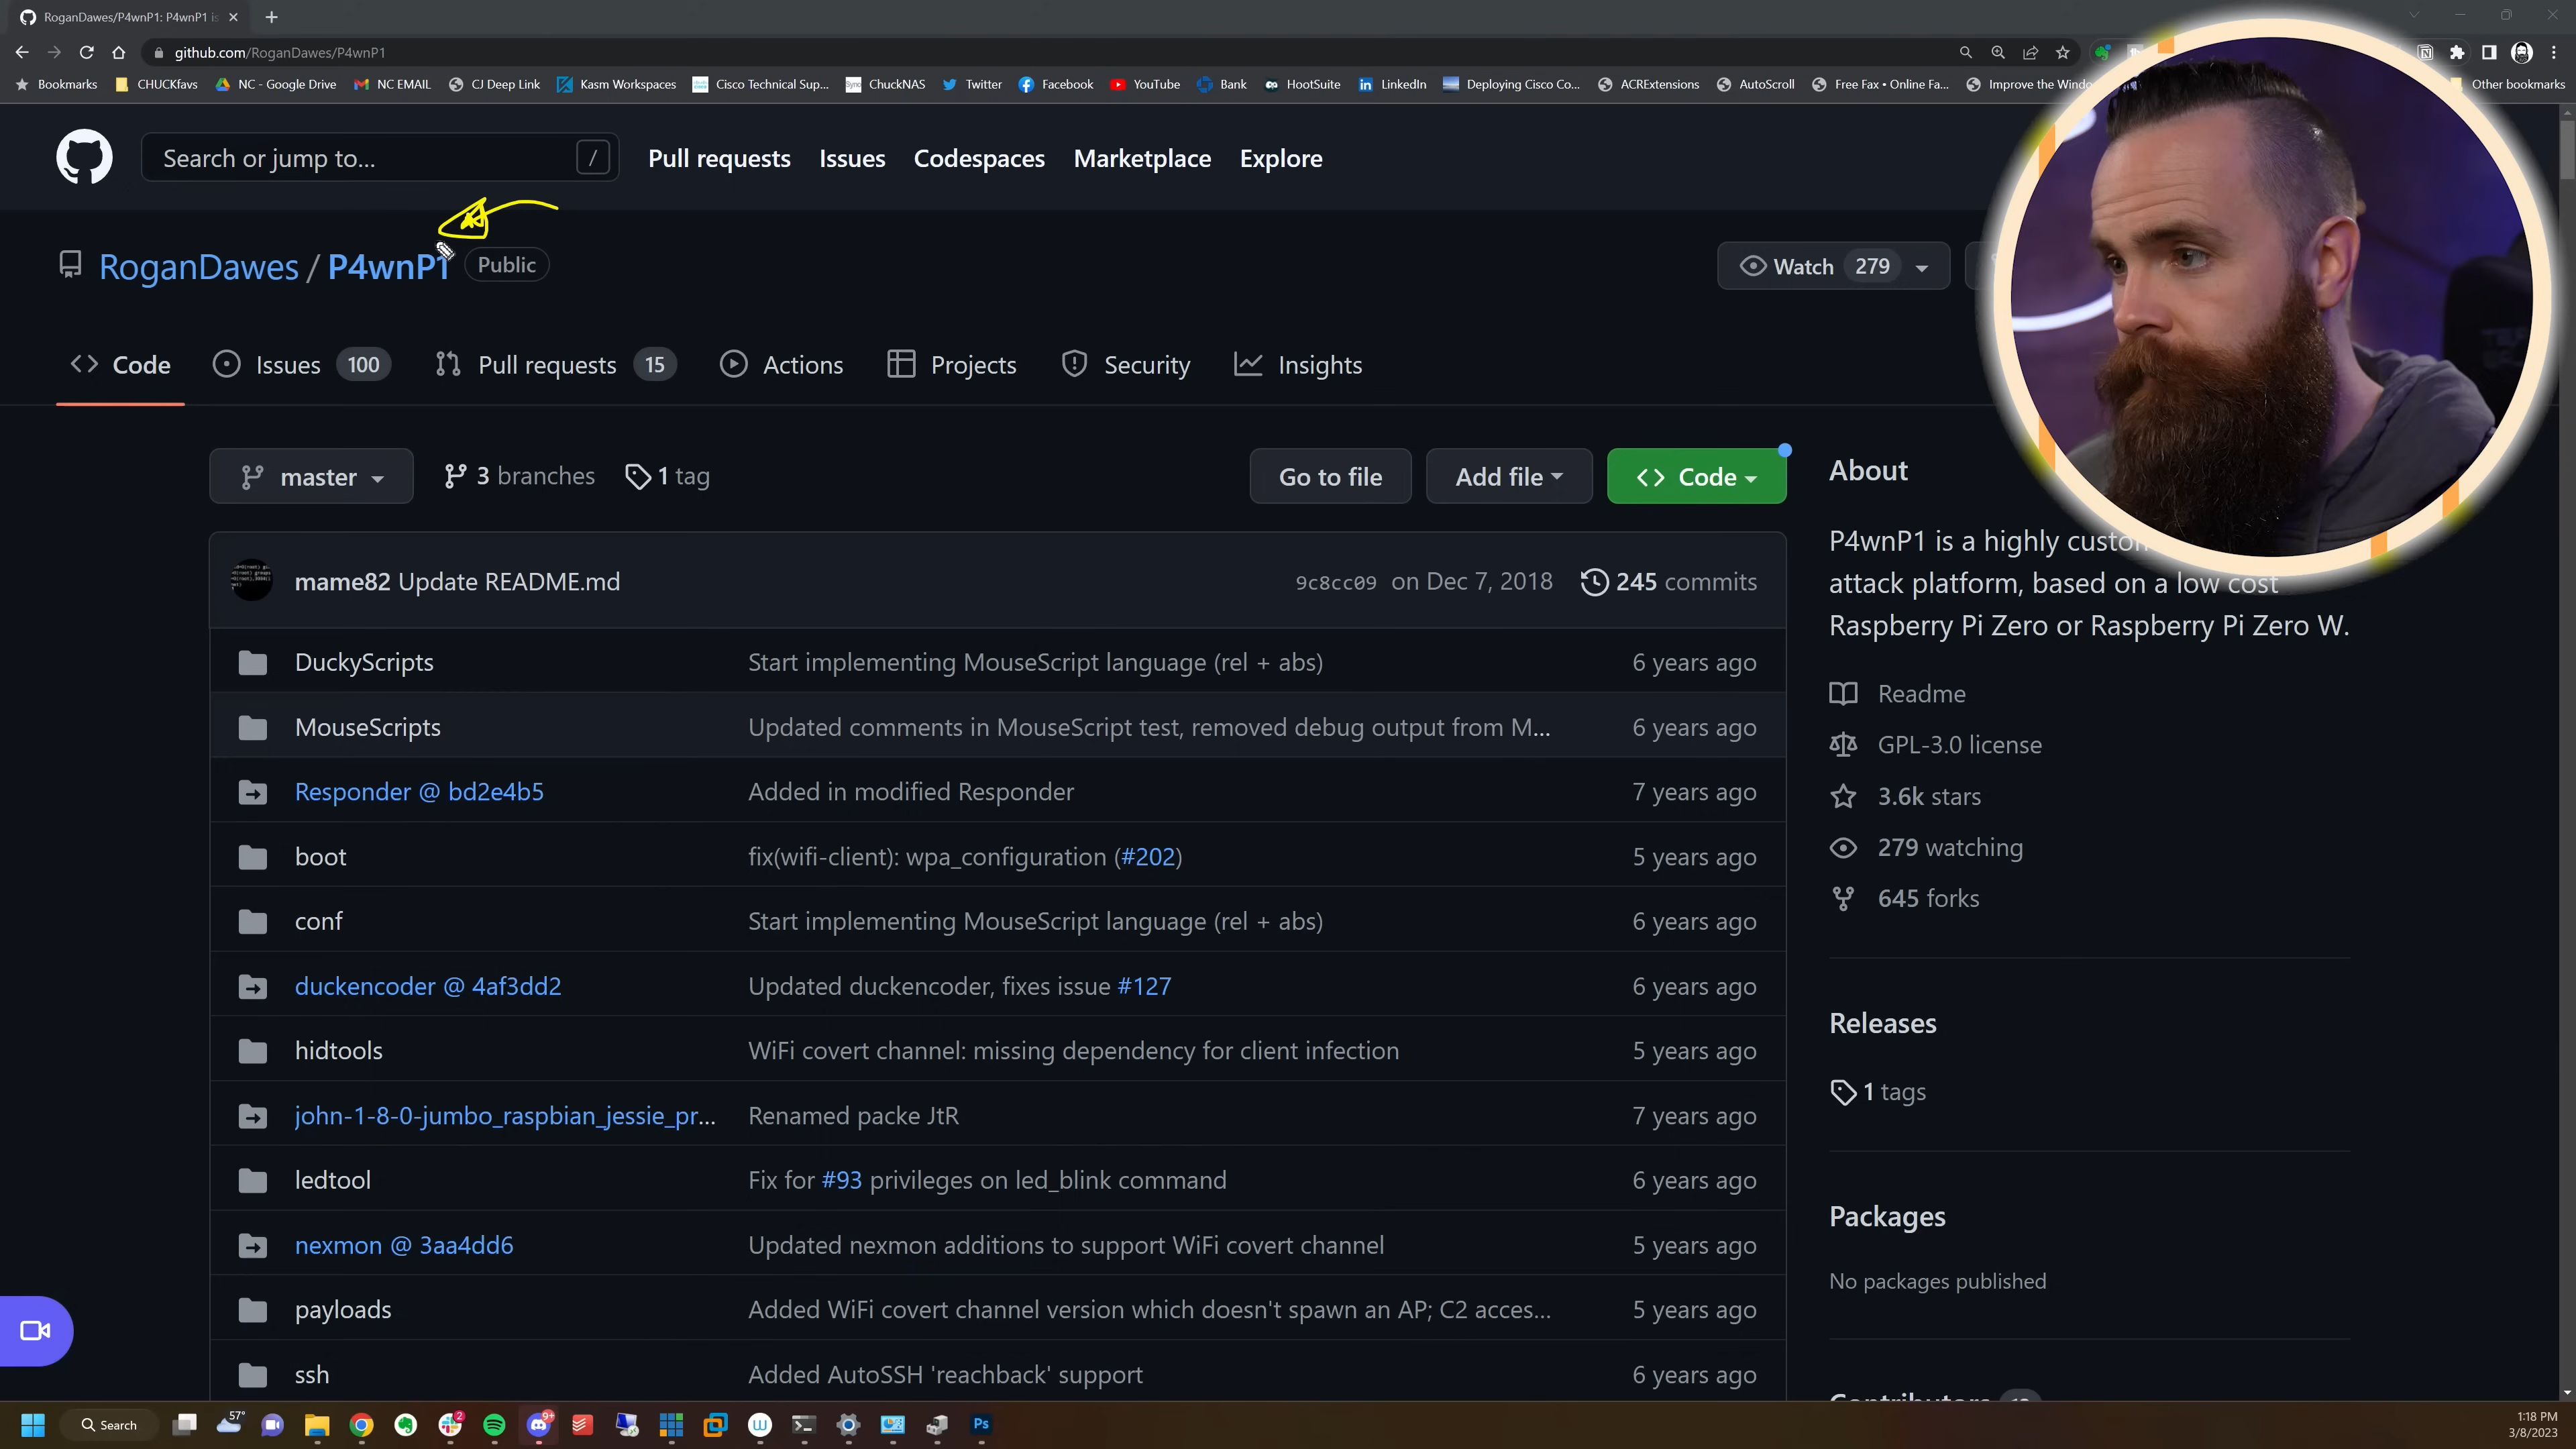 RoganDawes/P4wnP1: P4wnP1 is
github.com/RoganDawes/P4wnP1
Bookmarks CHUCKfavs NC - Google Drive NC EMAIL CJ Deep Link Kasm Workspaces Cisco Technical Sup... ChuckNAS Twitter Facebook YouTube Bank HootSuite LinkedIn Deploying Cisco Co... ACRExtensions AutoScroll Free Fax • Online Fa... Improve the Windo Other bookmarks
Search or jump to... / Pull requests Issues Codespaces Marketplace Explore
RoganDawes / P4wnP1 Public Watch 279
Code Issues 100 Pull requests 15 Actions Projects Security Insights
master 3 branches 1 tag Go to file Add file Code
mame82 Update README.md 9c8cc09 on Dec 7, 2018 245 commits
DuckyScripts Start implementing MouseScript language (rel + abs) 6 years ago
MouseScripts Updated comments in MouseScript test, removed debug output from M... 6 years ago
Responder @ bd2e4b5 Added in modified Responder 7 years ago
boot fix(wifi-client): wpa_configuration (#202) 5 years ago
conf Start implementing MouseScript language (rel + abs) 6 years ago
duckencoder @ 4af3dd2 Updated duckencoder, fixes issue #127 6 years ago
hidtools WiFi covert channel: missing dependency for client infection 5 years ago
john-1-8-0-jumbo_raspbian_jessie_pr... Renamed packe JtR 7 years ago
ledtool Fix for #93 privileges on led_blink command 6 years ago
nexmon @ 3aa4dd6 Updated nexmon additions to support WiFi covert channel 5 years ago
payloads Added WiFi covert channel version which doesn't spawn an AP; C2 acces... 5 years ago
ssh Added AutoSSH 'reachback' support 6 years ago
About
P4wnP1 is a highly custo
attack platform, based on a low cost
Raspberry Pi Zero or Raspberry Pi Zero W.
Readme
GPL-3.0 license
3.6k stars
279 watching
645 forks
Releases
1 tags
Packages
No packages published
Contributors
Search 57° 2 9+ Ps
1:18 PM
3/8/2023